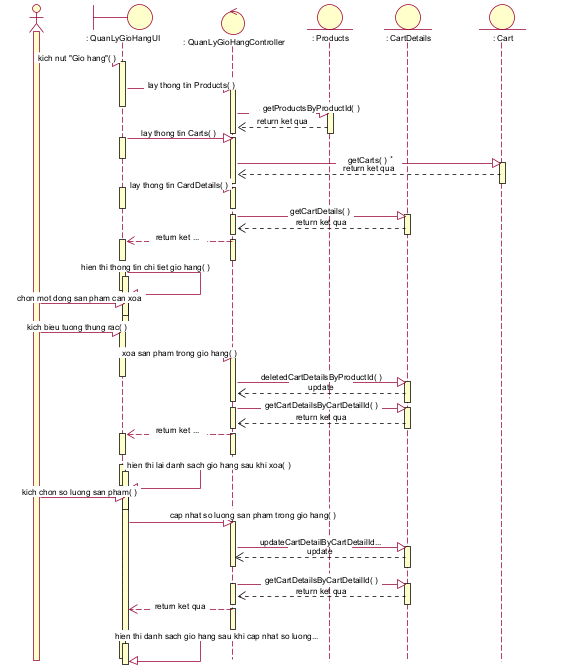 : QuanLyGioHangUI
: QuanLyGioHangController
: Products
: CartDetails
: Cart
kich nut "Gio hang"( )
lay thong tin Products( )
getProductsByProductId( )
return ket qua
lay thong tin Carts( )
getCarts( )
return ket qua
lay thong tin CardDetails( )
getCartDetails( )
return ket qua
return ket ...
hien thi thong tin chi tiet gio hang( )
chon mot dong san pham can xoa
kich bieu tuong thung rac( )
xoa san pham trong gio hang( )
deletedCartDetailsByProductId( )
update
getCartDetailsByCartDetailId( )
return ket qua
return ket ...
hien thi lai danh sach gio hang sau khi xoa( )
kich chon so luong san pham( )
cap nhat so luong san pham trong gio hang( )
updateCartDetailByCartDetailId...
update
getCartDetailsByCartDetailId( )
return ket qua
return ket qua
hien thi danh sach gio hang sau khi cap nhat so luong...